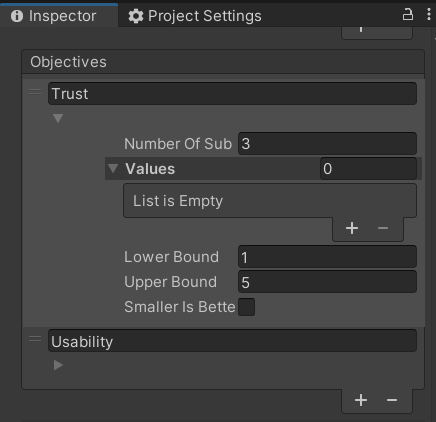 Inspector Project Settings
Objectives
Trust
Number Of Sub 3
Values 0
List is Empty
Lower Bound 1
Upper Bound 5
Smaller Is Bette
Usability